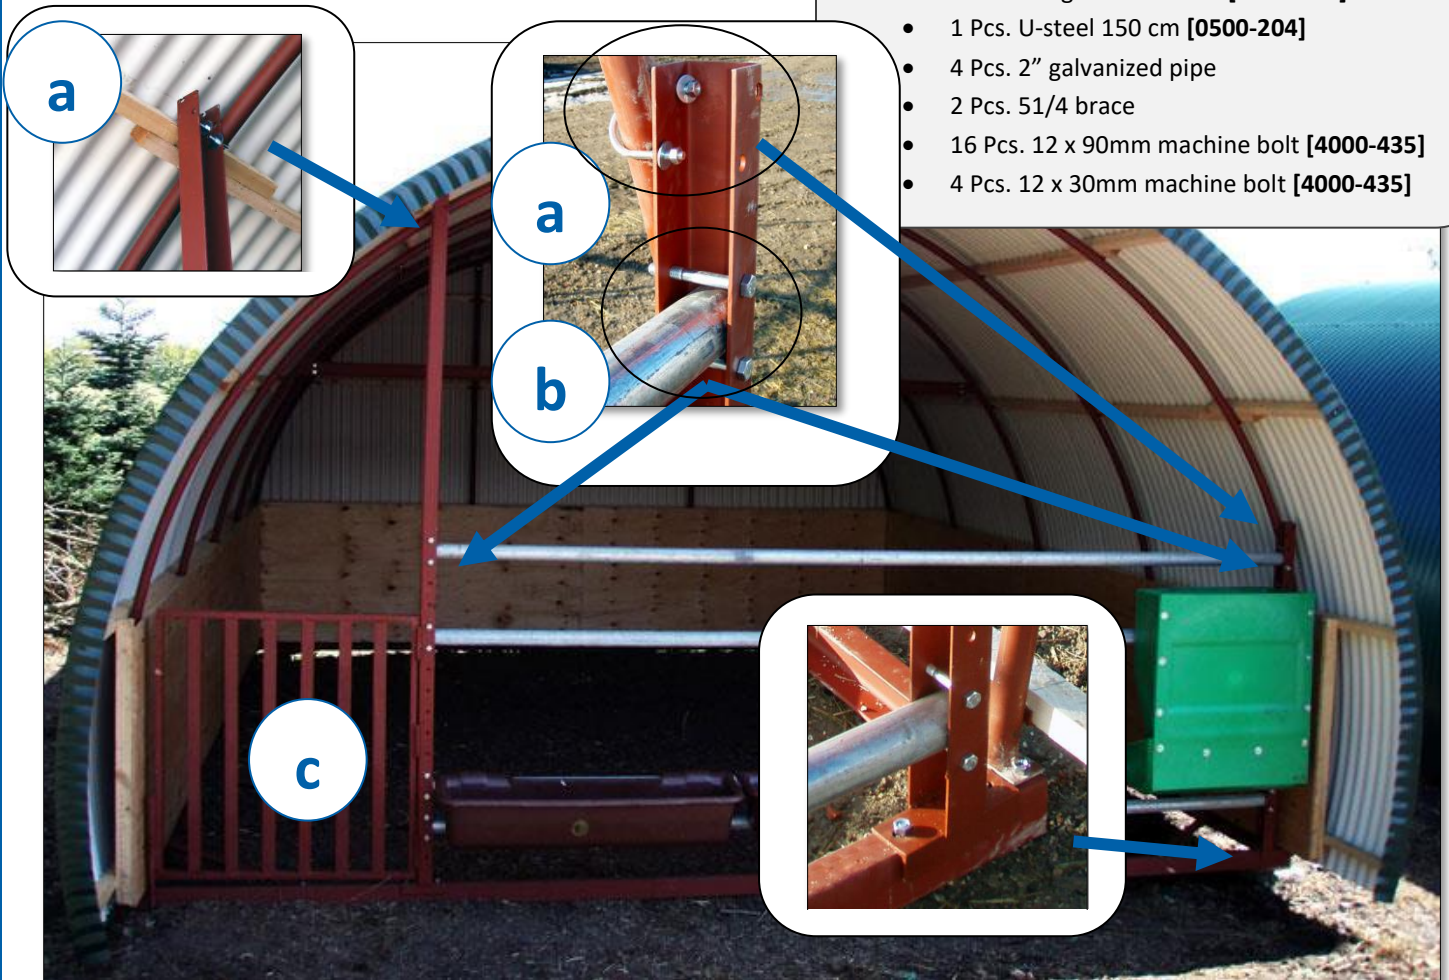 • 1 Pcs. U-steel 150 cm [0500-204]
• 4 Pcs. 2” galvanized pipe
• 2 Pcs. 51/4 brace
• 16 Pcs. 12 x 90mm machine bolt [4000-435]
• 4 Pcs. 12 x 30mm machine bolt [4000-435]
a
a
b
c